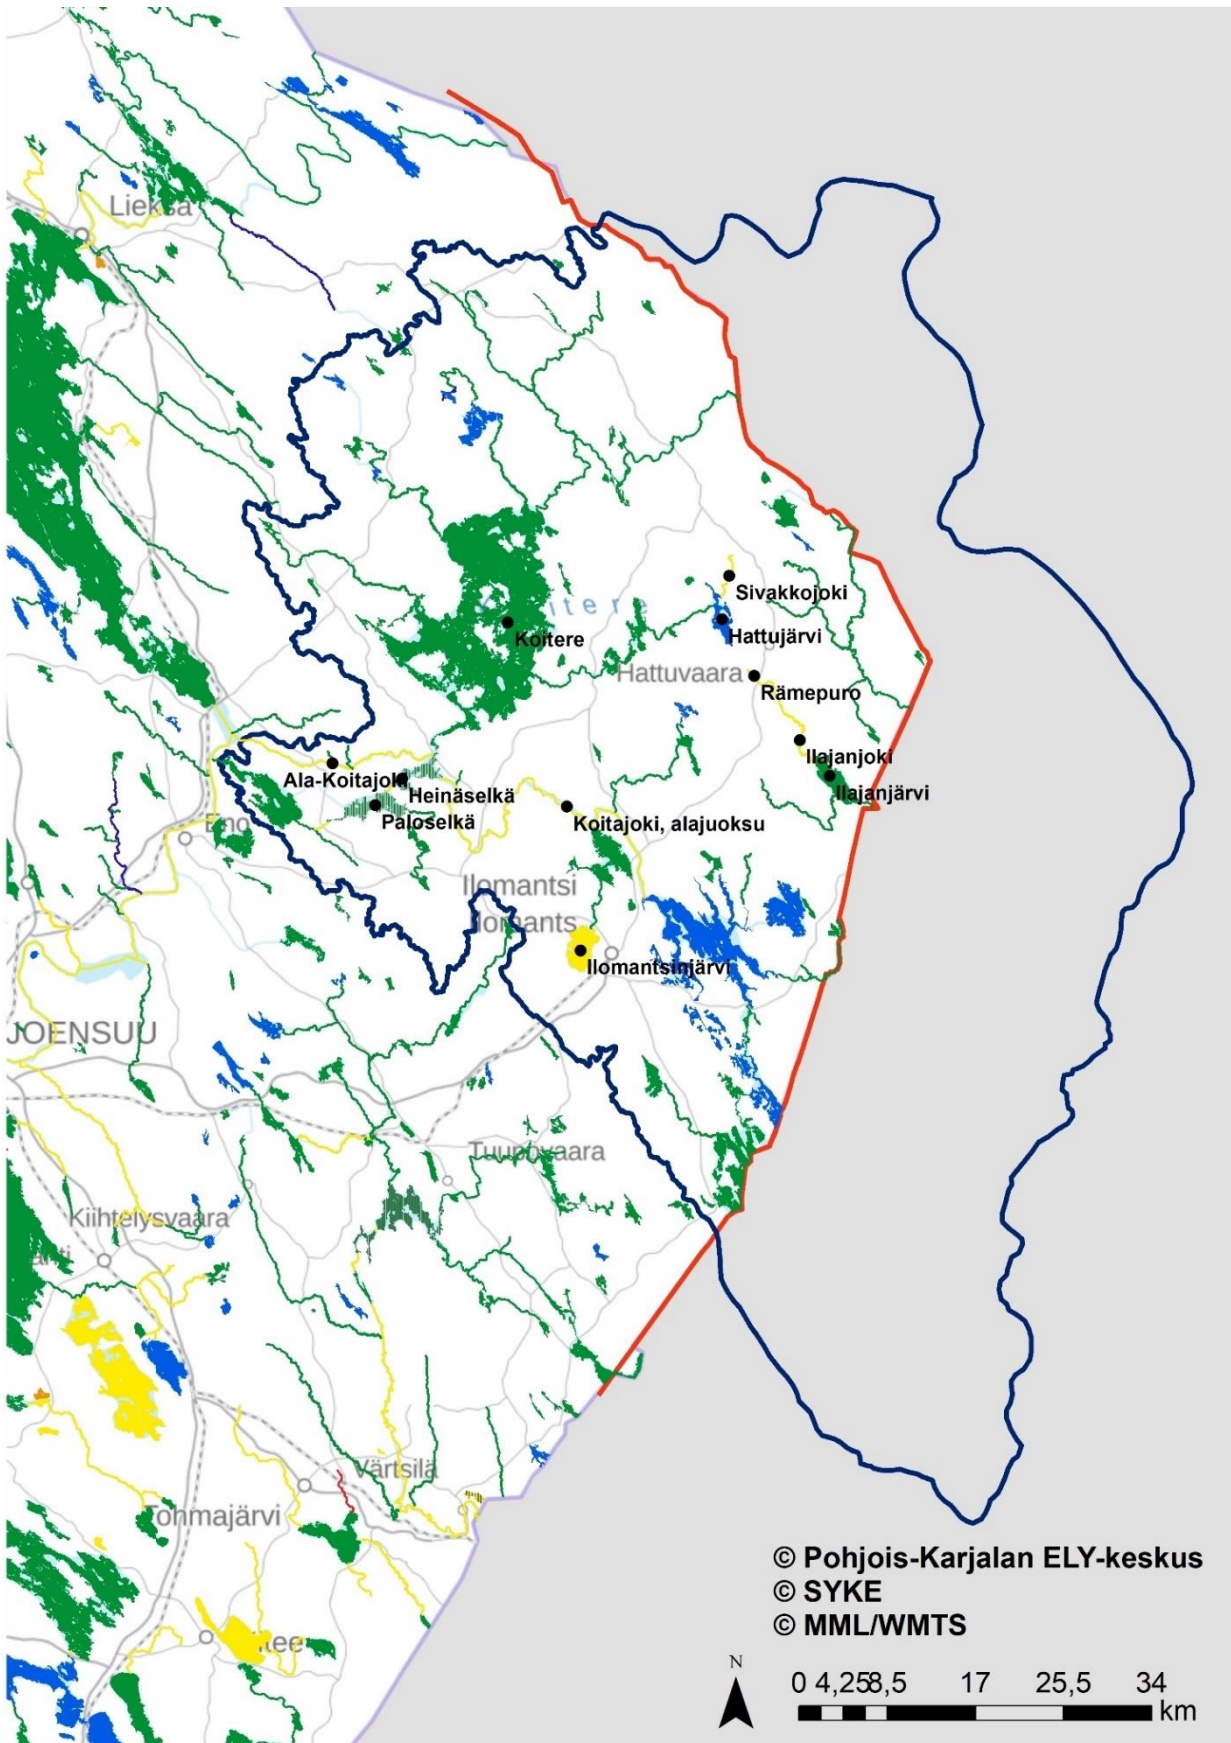 Lieksa
Sivakkojoki
Koitere
Hattujärvi
Hattuvaara
Rämepuro
Ilajanjoki
Ala-Koitajoki
Heinäselkä
Ilajanjärvi
Paloselkä
Koitajoki, alajuoksu
Eno
Ilomantsi
Ilomants
Ilomantsinjärvi
JOENSUU
Tuupovaara
Kiihtelysvaara
Värtsilä
Tohmajärvi
© Pohjois-Karjalan ELY-keskus
© SYKE
© MML/WMTS
N
0 4,25 8,5 17 25,5 34
km